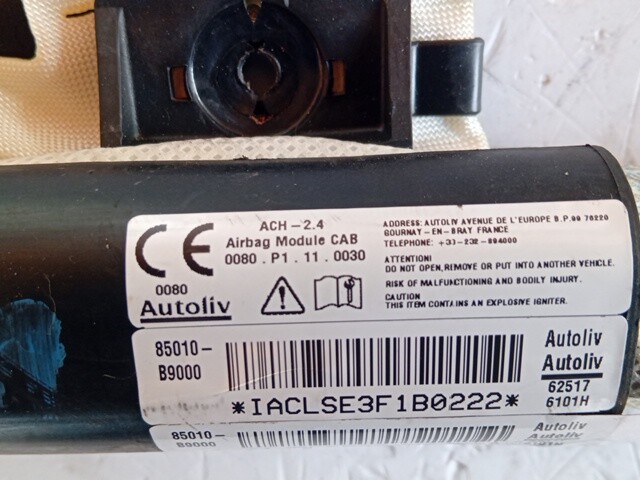 CE
0080
Autoliv
ACH - 2.4
Airbag Module CAB
0080 . P1 . 11 . 0030
ADDRESS: AUTOLIV AVENUE DE L'EUROPE B.P.99 76220
GOURNAY - EN - BRAY FRANCE
TELEPHONE: +33-232-894000
ATTENTION!
DO NOT OPEN,REMOVE OR PUT INTO ANOTHER VEHICLE.
RISK OF MALFUNCTIONING AND BODILY INJURY.
CAUTION
THIS ITEM CONTAINS AN EXPLOSIVE IGNITER.
85010-
B9000
*IACLSE3F1B0222*
Autoliv
Autoliv
62517
6101H
85010-
B9000